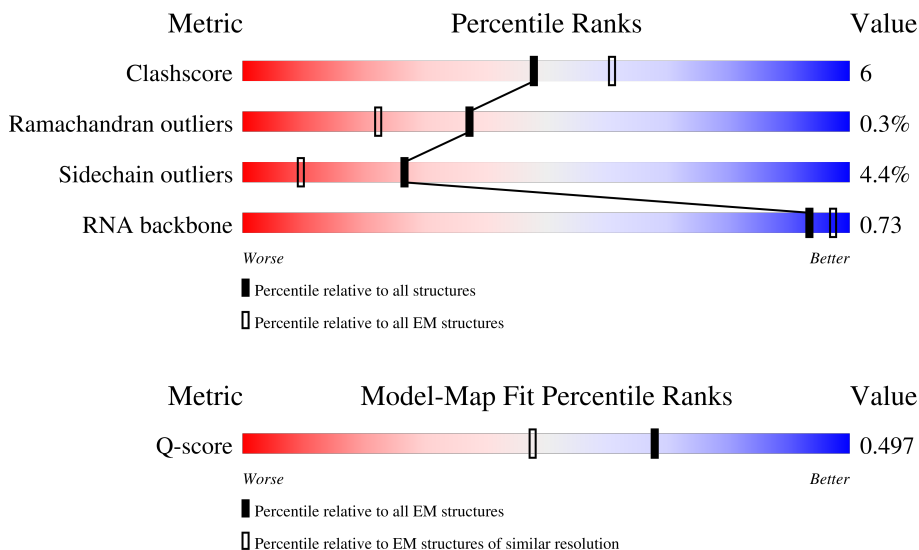 Metric Percentile Ranks Value
Clashscore 6
Ramachandran outliers 0.3%
Sidechain outliers 4.4%
RNA backbone 0.73
Worse Better
Percentile relative to all structures
Percentile relative to all EM structures
Metric Model-Map Fit Percentile Ranks Value
Q-score 0.497
Worse Better
Percentile relative to all EM structures
Percentile relative to EM structures of similar resolution